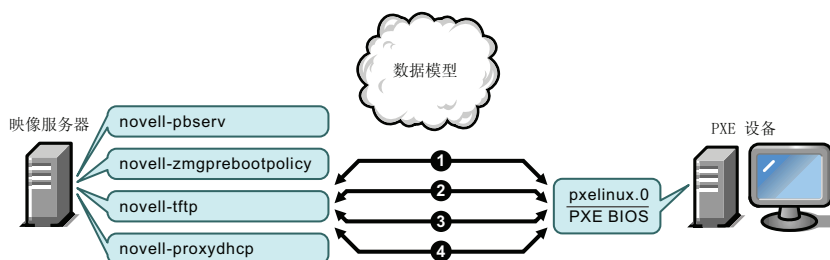 数据模型
映像服务器
novell-pbserv
novell-zmgprebootpolicy
novell-tftp
novell-proxydhcp
1
2
3
4
pxelinux.0
PXE BIOS
PXE 设备